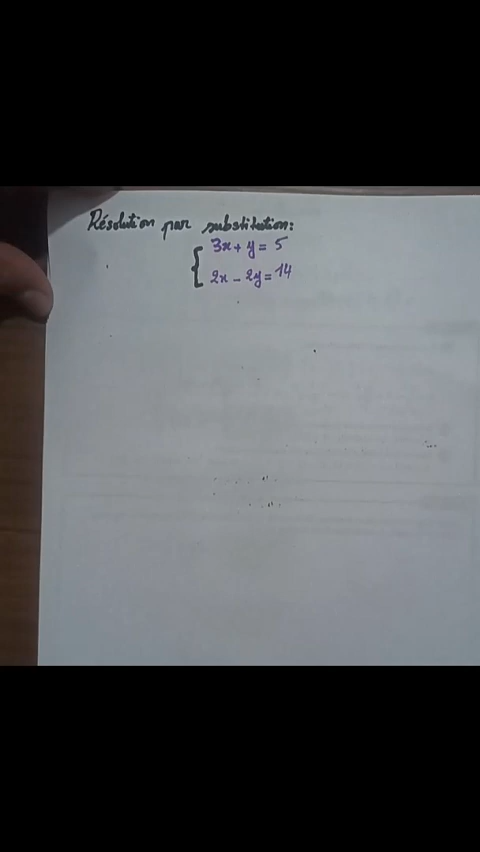 Résolution par substitution:
3x + y = 5
2x - 2y = 14